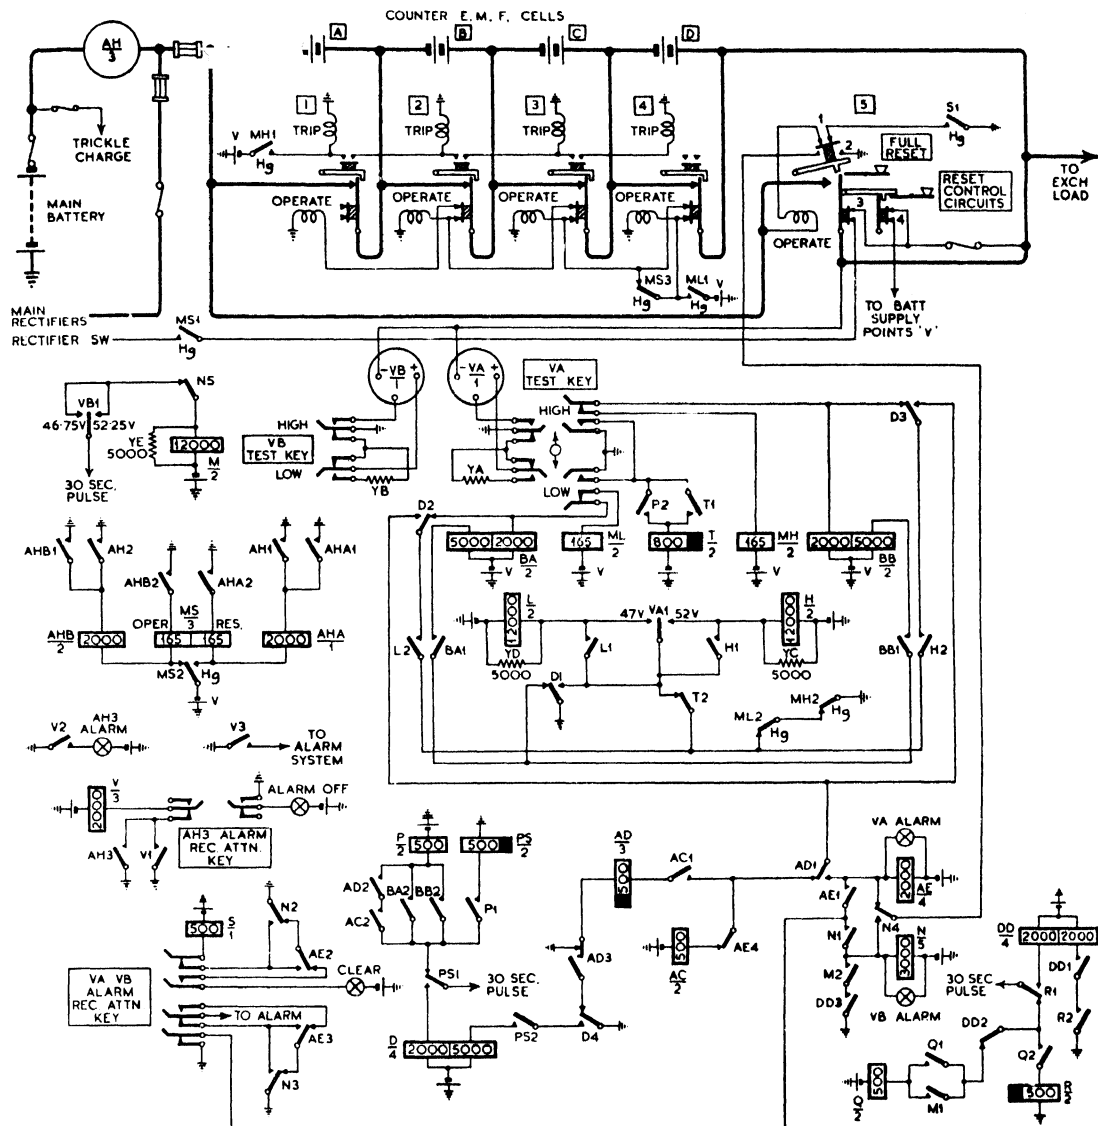 COUNTER E.M.F. CELLS
AH
3
A
B
C
D
TRICKLE
CHARGE
MAIN
BATTERY
V
MH1
Hg
1
TRIP
2
TRIP
3
TRIP
4
TRIP
OPERATE
OPERATE
OPERATE
OPERATE
5
1
2
S1
Hg
FULL
RESET
RESET
CONTROL
CIRCUITS
3
4
OPERATE
TO
EXCH
LOAD
MS3
Hg
ML1
Hg
V
TO BATT
SUPPLY
POINTS 'V'
MAIN
RECTIFIERS
RECTIFIER SW
MS1
Hg
N5
VB1
46·75V
52·25V
YE
5000
12000
M
2
30 SEC.
PULSE
- VB +
1
- VA +
1
VA
TEST KEY
HIGH
VB
TEST KEY
LOW
YB
HIGH
YA
LOW
D3
P2
T1
D2
5000 2000
BA
2
V
165
ML
2
V
800
T
2
165
MH
2
V
2000 5000
BB
2
V
AHB1
AH2
AH1
AHA1
AHB2
AHA2
AHB
2
2000
OPER.
MS
3
RES.
165 165
2000
AHA
1
MS2
Hg
V
L
2
12000
YD
5000
47V
VA1
52V
H
2
12000
YC
5000
L2
BA1
L1
H1
BB1
H2
D1
T2
ML2
Hg
MH2
Hg
V2
AH3
ALARM
V3
TO
ALARM
SYSTEM
V
3
2000
ALARM OFF
AH3 ALARM
REC. ATTN.
KEY
AH3
V1
P
2
500
500
PS
2
AD
3
500
AC1
AD1
VA ALARM
200
AE
4
AD2
BA2
BB2
AC2
P1
AE1
N4
N1
300
N
5
VB ALARM
M2
DD3
500
AC
2
AE4
AD3
S
1
500
N2
AE2
CLEAR
VA VB
ALARM
REC. ATTN
KEY
TO ALARM
AE3
N3
PS1
30 SEC.
PULSE
D
4
2000 5000
PS2
D4
DD
4
2000 2000
30 SEC
PULSE
R1
DD1
R2
DD2
Q1
M1
Q2
500
Q
2
500
R
2